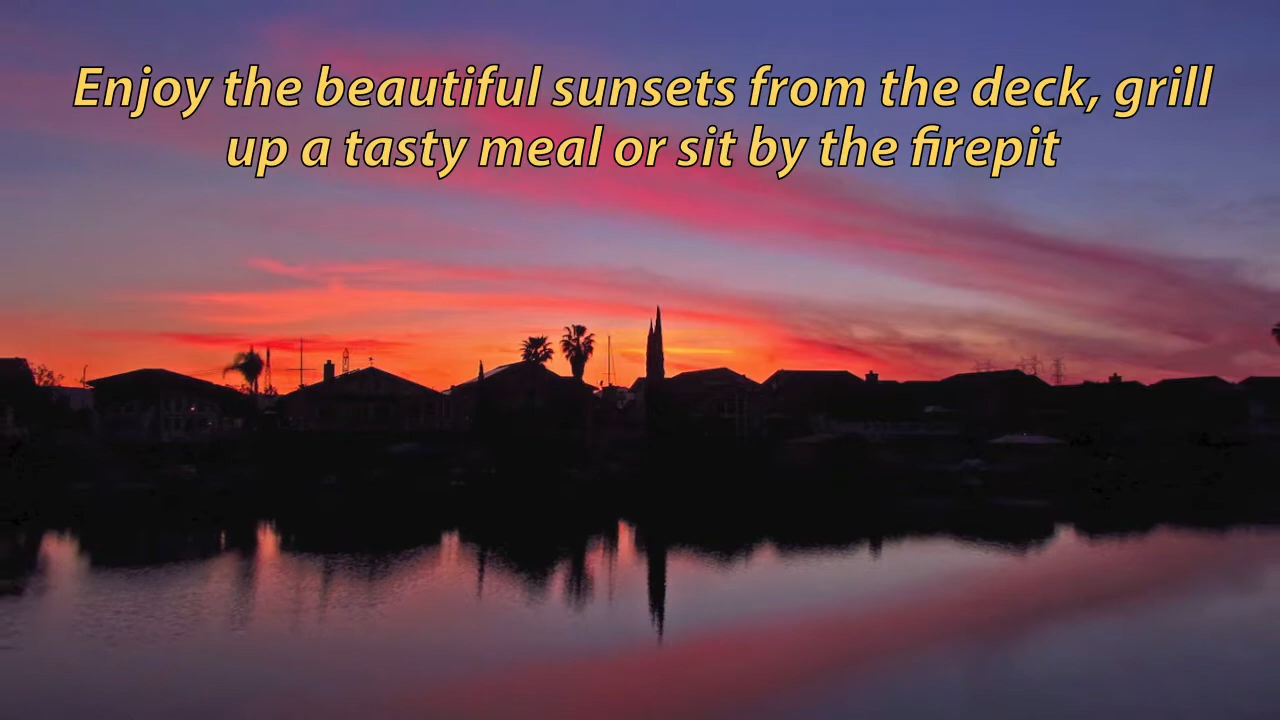 Enjoy the beautiful sunsets from the deck, grill
up a tasty meal or sit by the firepit